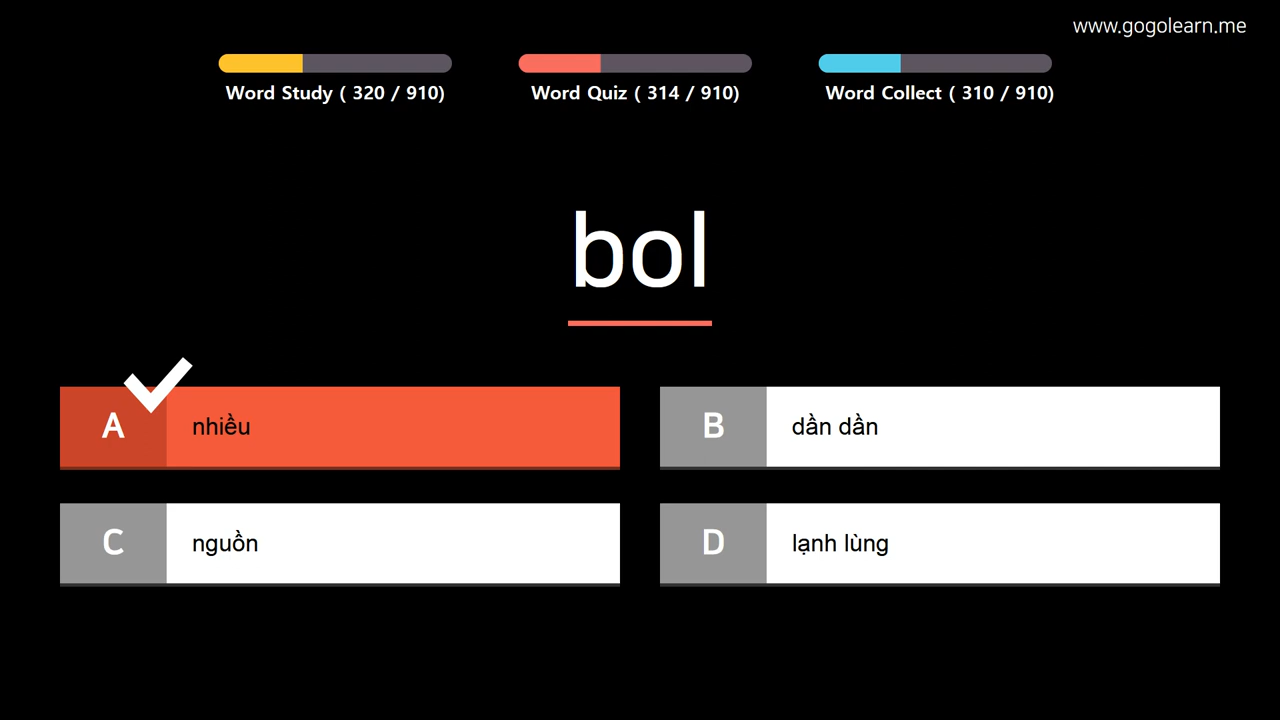 www.gogolearn.me
Word Study ( 320 / 910)
Word Quiz ( 314 / 910)
Word Collect ( 310 / 910)
bol
A nhiều
B dần dần
C nguồn
D lạnh lùng